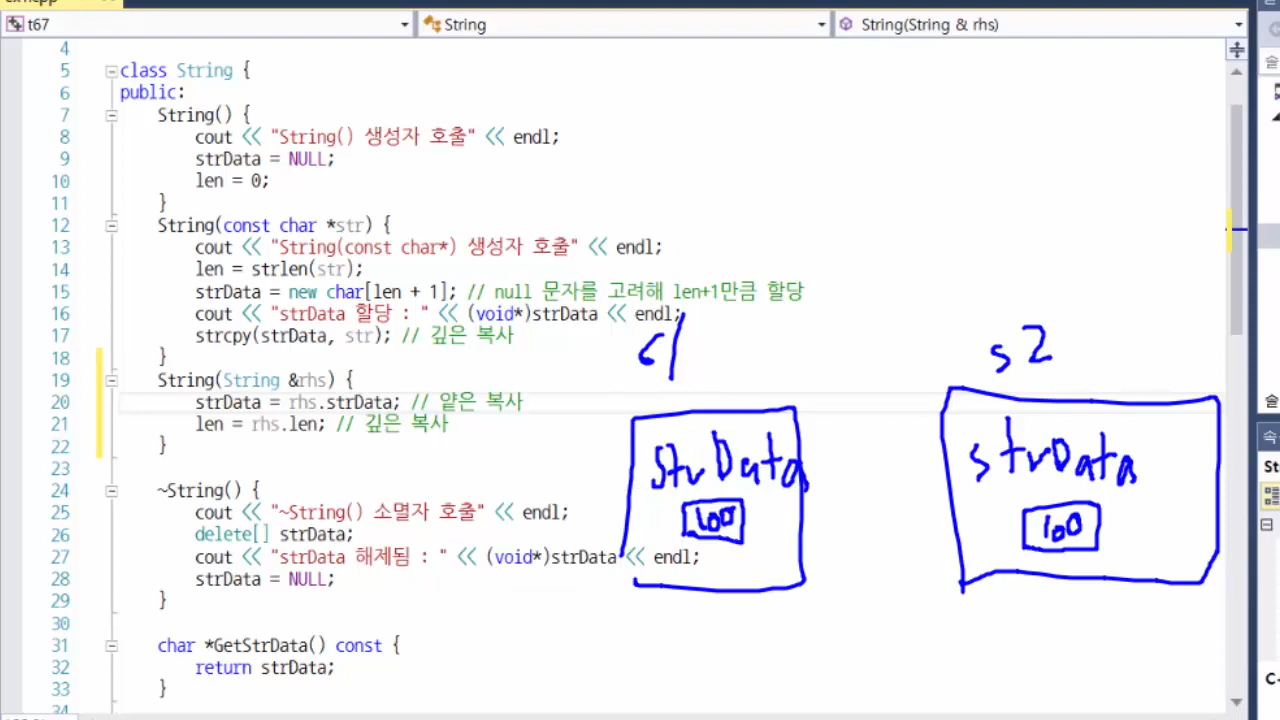 t67
String
String(String & rhs)
4
5 class String {
6 public:
7 String() {
8 cout << "String() 생성자 호출" << endl;
9 strData = NULL;
10 len = 0;
11 }
12 String(const char *str) {
13 cout << "String(const char*) 생성자 호출" << endl;
14 len = strlen(str);
15 strData = new char[len + 1]; // null 문자를 고려해 len+1만큼 할당
16 cout << "strData 할당 : " << (void*)strData << endl;
17 strcpy(strData, str); // 깊은 복사
18 }
19 String(String &rhs) {
20 strData = rhs.strData; // 얕은 복사
21 len = rhs.len; // 깊은 복사
22 }
23
24 ~String() {
25 cout << "~String() 소멸자 호출" << endl;
26 delete[] strData;
27 cout << "strData 해제됨 : " << (void*)strData << endl;
28 strData = NULL;
29 }
30
31 char *GetStrData() const {
32 return strData;
33 }
34
s1
strData
100
s2
strData
100
솔
솔
속
St
C-